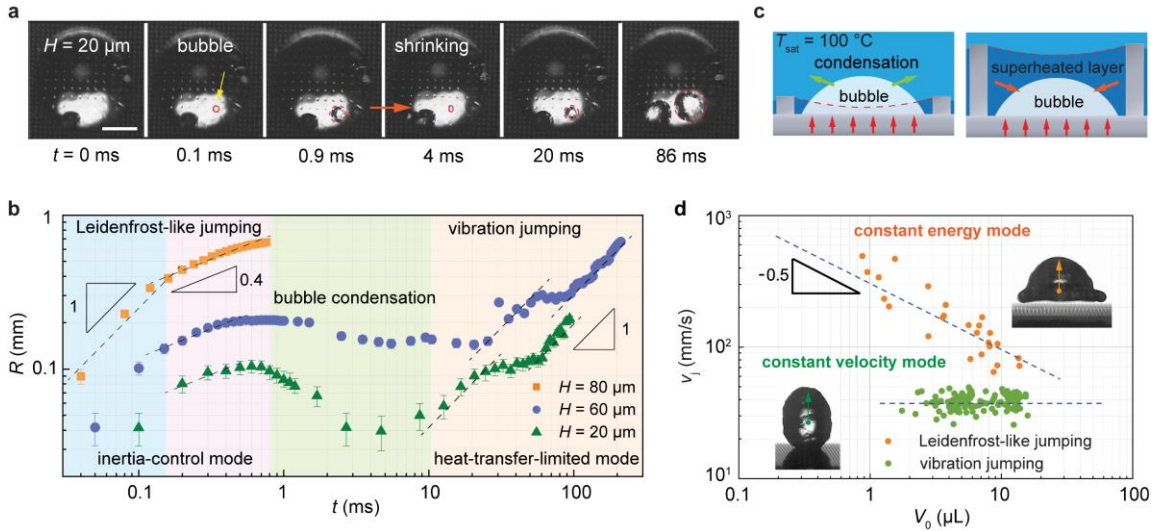 a
H = 20 μm
bubble
shrinking
t = 0 ms
0.1 ms
0.9 ms
4 ms
20 ms
86 ms
c
Tsat = 100 °C
condensation
bubble
superheated layer
bubble
b
1
Leidenfrost-like jumping
vibration jumping
1
0.4
bubble condensation
1
R (mm)
0.1
H = 80 μm
H = 60 μm
H = 20 μm
inertia-control mode
heat-transfer-limited mode
0.1
1
10
100
t (ms)
d
10³
constant energy mode
−0.5
vj (mm/s)
10²
constant velocity mode
Leidenfrost-like jumping
vibration jumping
10¹
0.1
1
10
100
V0 (μL)